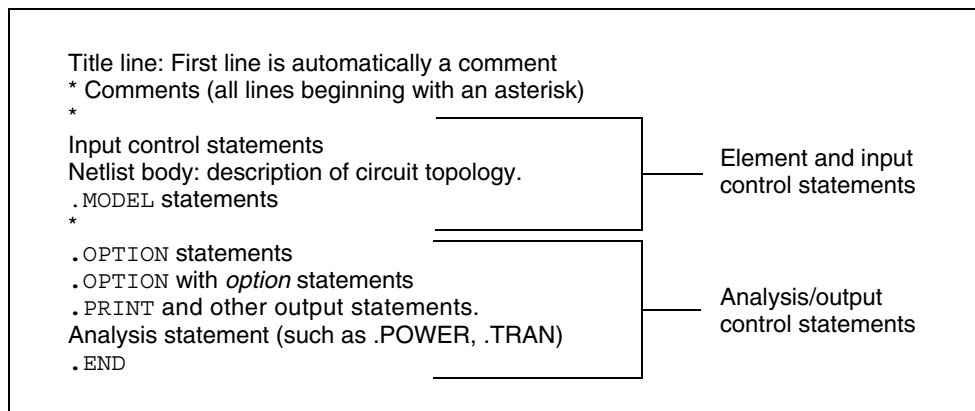 Title line: First line is automatically a comment
* Comments (all lines beginning with an asterisk)
*
Input control statements
Netlist body: description of circuit topology.
.MODEL statements
*
Element and input
control statements
.OPTION statements
.OPTION with option statements
.PRINT and other output statements.
Analysis statement (such as .POWER, .TRAN)
.END
Analysis/output
control statements